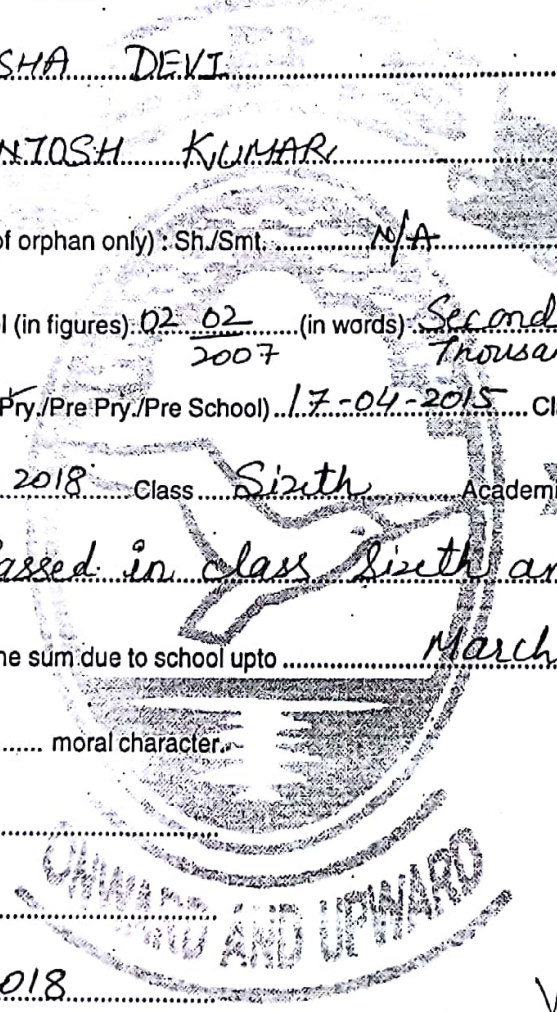 SHA DEVI
NTOSH KUMAR
of orphan only) : Sh./Smt. N/A
l (in figures) 02 02 2007 (in words) Second
Thousan
Pry./Pre Pry./Pre School) 17-04-2015 Cl
2018 Class Sixth Academi
assed in class Sixth an
he sum due to school upto March
moral character.
ONWARD AND UPWARD
018